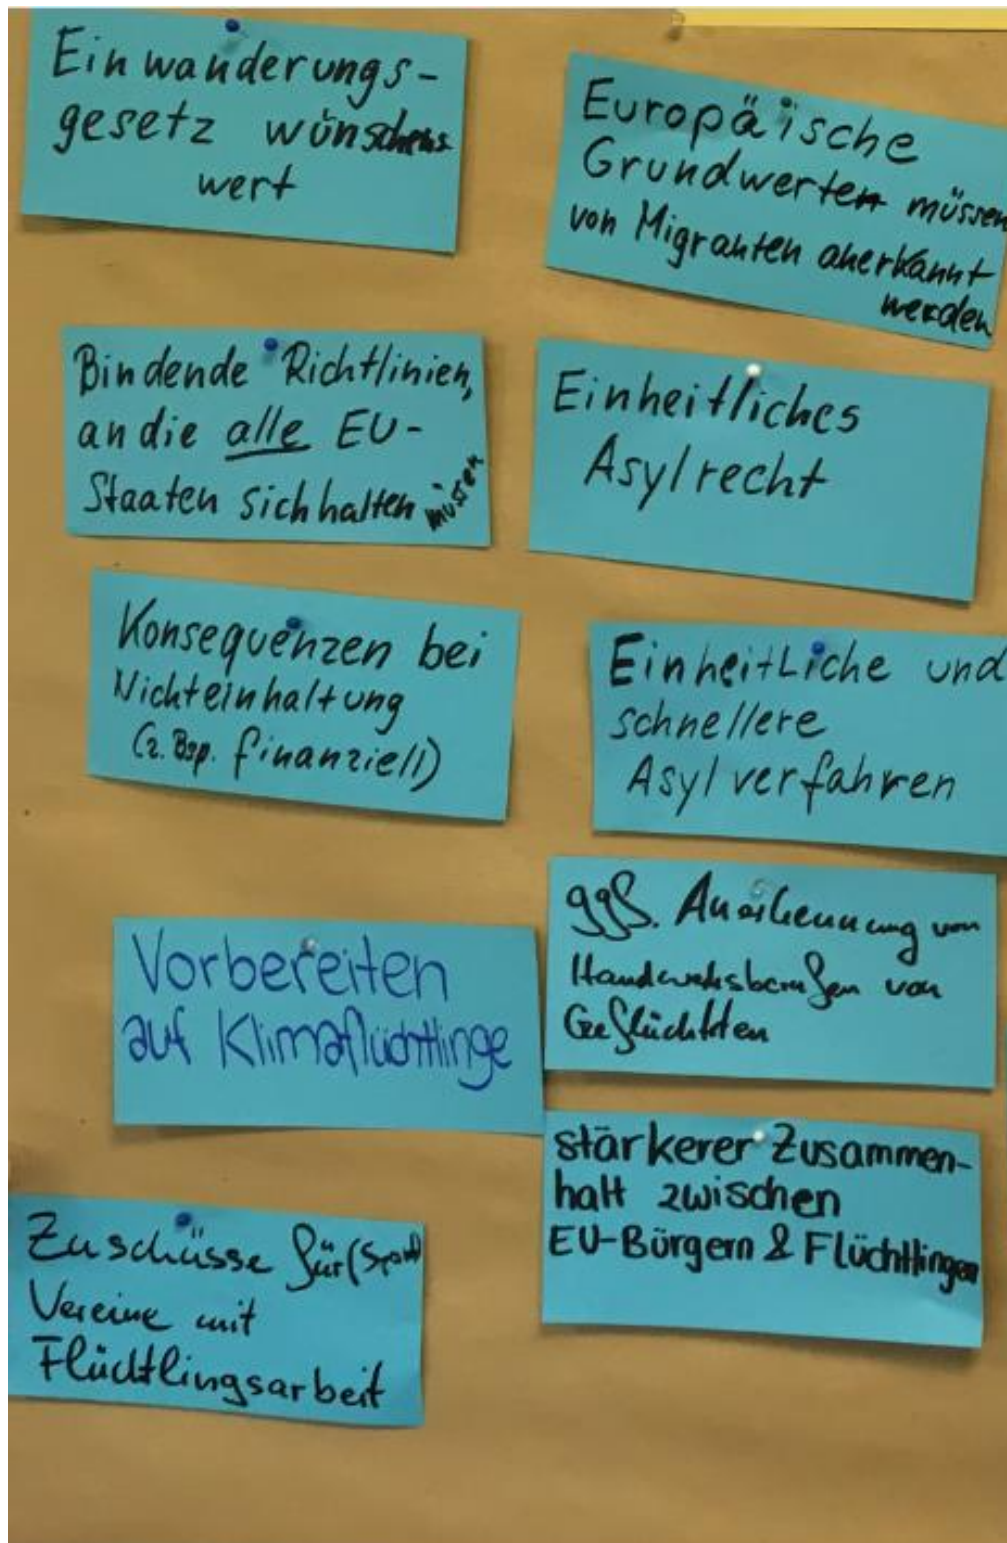 Einwanderungs-
gesetz wünschens
wert
Europäische
Grundwerte müssen
von Migranten anerkannt
werden
Bindende Richtlinien,
an die alle EU-
Staaten sich halten müssen
Einheitliches
Asylrecht
Konsequenzen bei
Nichteinhaltung
(z. Bsp. finanziell)
EinheitLiche und
schnellere
Asylverfahren
Vorbereiten
auf Klimaflüchtlinge
ggf. Anerkennung von
Handwerksberufen von
Geflüchteten
stärkerer Zusammen-
halt zwischen
EU-Bürgern & Flüchtlingen
Zuschüsse für (Sport)
Vereine mit
Flüchtlingsarbeit